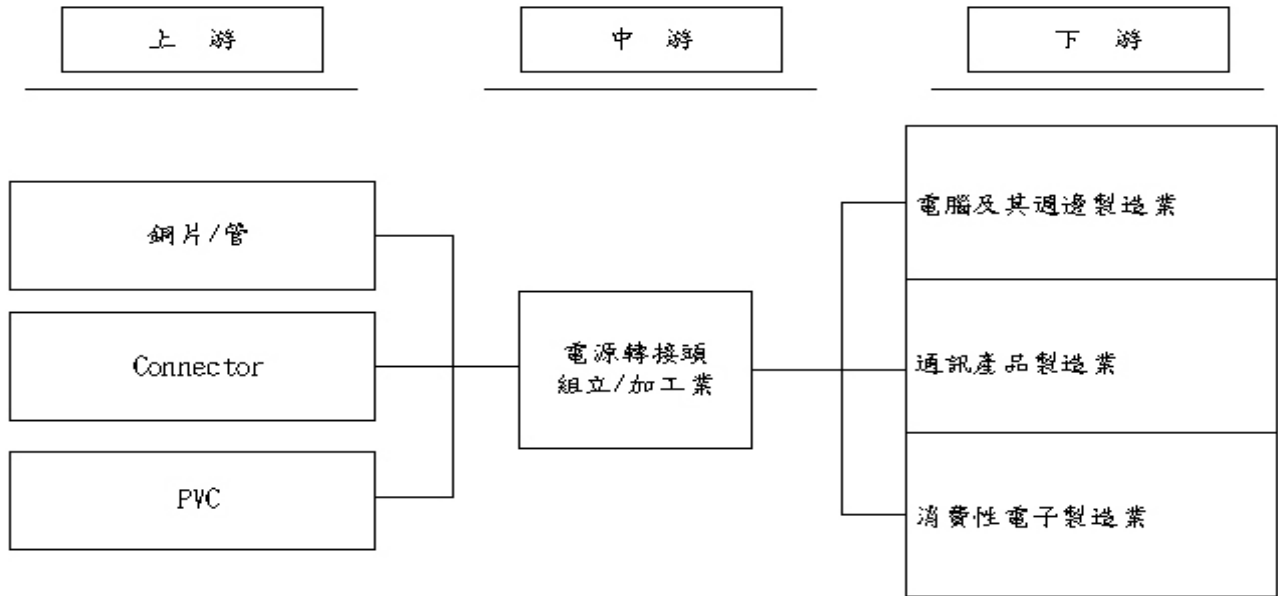 上 游
中 游
下 游
銅片/管
Connector
PVC
電源轉接頭
組立/加工業
電腦及其週邊製造業
通訊產品製造業
消費性電子製造業